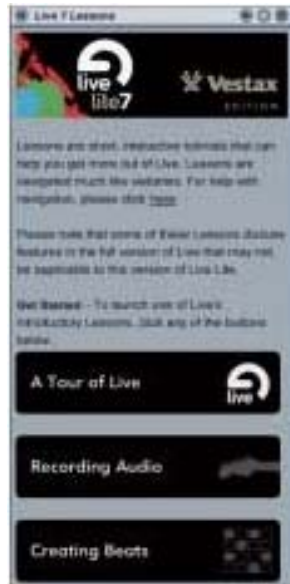 Live 7 Lessons
live
lite7
Vestax
EDITION
Lessons are short, interactive tutorials that can
help you get more out of Live. Lessons are
navigated much like websites. For help with
navigation, please click here.
Please note that some of these Lessons discuss
features in the full version of Live that may not
be applicable to this version of Live Lite.
Get Started - To launch one of Live's
introductory Lessons, click any of the buttons
below.
A Tour of Live
live
Recording Audio
Creating Beats